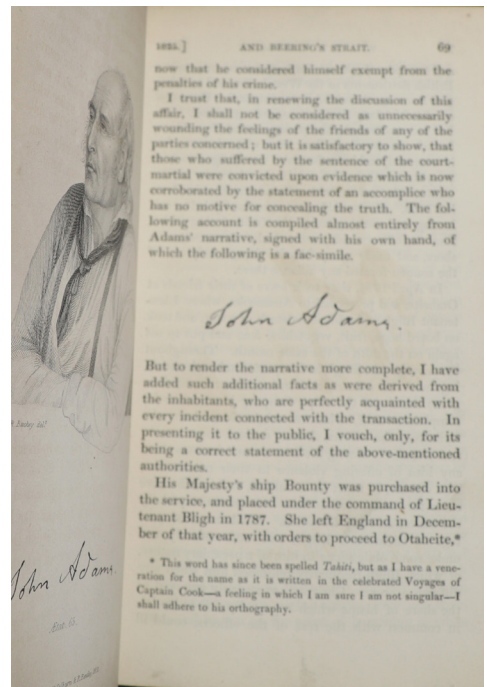 1825.] AND BEERING'S STRAIT. 69
now that he considered himself exempt from the
penalties of his crime.
I trust that, in renewing the discussion of this
affair, I shall not be considered as unnecessarily
wounding the feelings of the friends of any of the
parties concerned; but it is satisfactory to show, that
those who suffered by the sentence of the court-
martial were convicted upon evidence which is now
corroborated by the statement of an accomplice who
has no motive for concealing the truth. The fol-
lowing account is compiled almost entirely from
Adams' narrative, signed with his own hand, of
which the following is a fac-simile.
John Adams.
But to render the narrative more complete, I have
added such additional facts as were derived from
the inhabitants, who are perfectly acquainted with
every incident connected with the transaction. In
presenting it to the public, I vouch, only, for its
being a correct statement of the above-mentioned
authorities.
His Majesty's ship Bounty was purchased into
the service, and placed under the command of Lieu-
tenant Bligh in 1787. She left England in Decem-
ber of that year, with orders to proceed to Otaheite,*
* This word has since been spelled Tahiti, but as I have a vene-
ration for the name as it is written in the celebrated Voyages of
Captain Cook—a feeling in which I am sure I am not singular—I
shall adhere to his orthography.
John Adams.